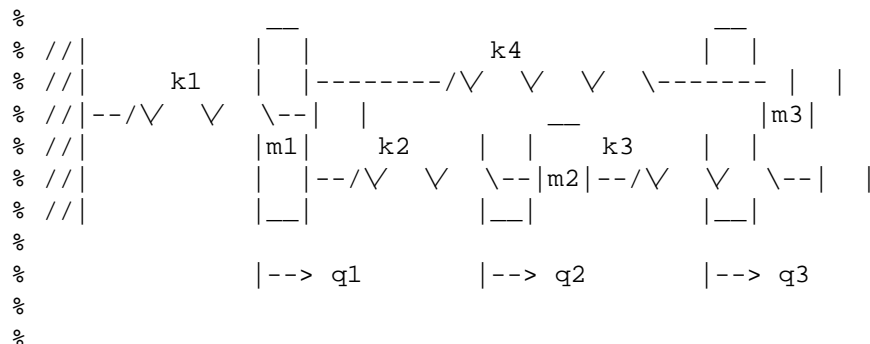 %                 __                            __
% //|            |  |            k4            |  |
% //|     k1     |  |--------/\/  \/  \/  \------- |  |
% //|--/\/  \/  \--|  |            __             |m3|
% //|            |m1|    k2      |  |    k3      |  |
% //|            |  |--/\/  \/  \--|m2|--/\/  \/  \--|  |
% //|            |__|            |__|            |__|
%
%                |--> q1         |--> q2         |--> q3
%
%